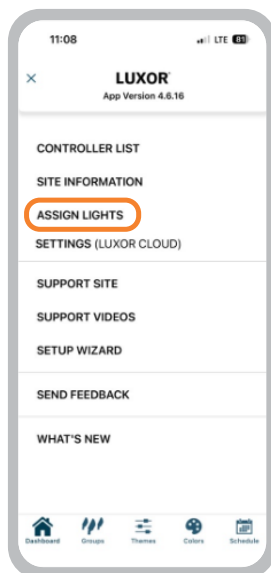 11:08 LTE 81
× LUXOR
App Version 4.6.16
CONTROLLER LIST
SITE INFORMATION
ASSIGN LIGHTS
SETTINGS (LUXOR CLOUD)
SUPPORT SITE
SUPPORT VIDEOS
SETUP WIZARD
SEND FEEDBACK
WHAT'S NEW
Dashboard Groups Themes Colors Schedule